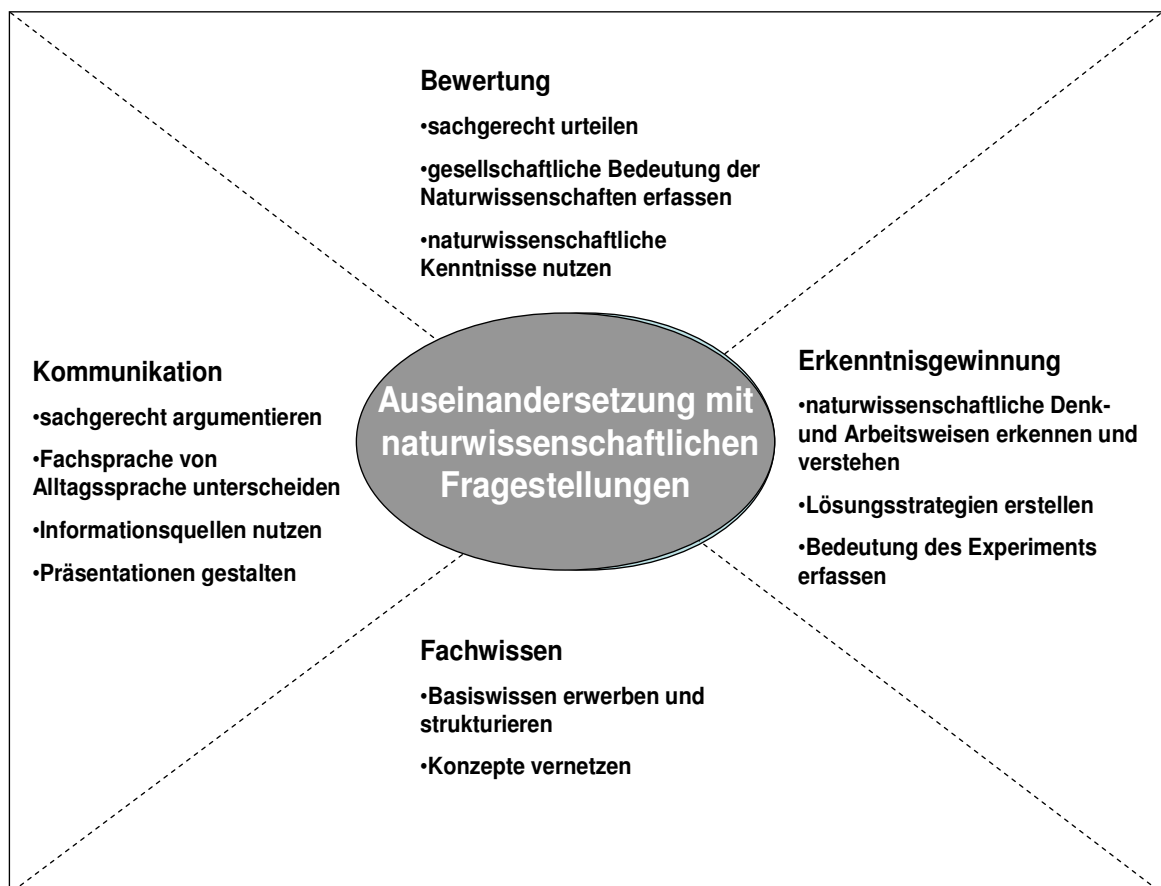 Bewertung
•sachgerecht urteilen
•gesellschaftliche Bedeutung der
Naturwissenschaften erfassen
•naturwissenschaftliche
Kenntnisse nutzen
Kommunikation
•sachgerecht argumentieren
•Fachsprache von
Alltagssprache unterscheiden
•Informationsquellen nutzen
•Präsentationen gestalten
Auseinandersetzung mit
naturwissenschaftlichen
Fragestellungen
Erkenntnisgewinnung
•naturwissenschaftliche Denk-
und Arbeitsweisen erkennen und
verstehen
•Lösungsstrategien erstellen
•Bedeutung des Experiments
erfassen
Fachwissen
•Basiswissen erwerben und
strukturieren
•Konzepte vernetzen